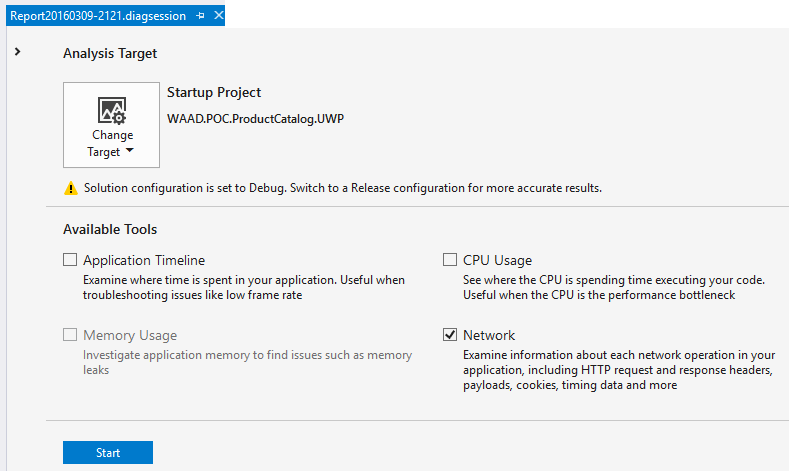 Report20160309-2121.diagsession
Analysis Target
Change
Target
Startup Project
WAAD.POC.ProductCatalog.UWP
Solution configuration is set to Debug. Switch to a Release configuration for more accurate results.
Available Tools
Application Timeline
Examine where time is spent in your application. Useful when
troubleshooting issues like low frame rate
CPU Usage
See where the CPU is spending time executing your code.
Useful when the CPU is the performance bottleneck
Memory Usage
Investigate application memory to find issues such as memory
leaks
Network
Examine information about each network operation in your
application, including HTTP request and response headers,
payloads, cookies, timing data and more
Start